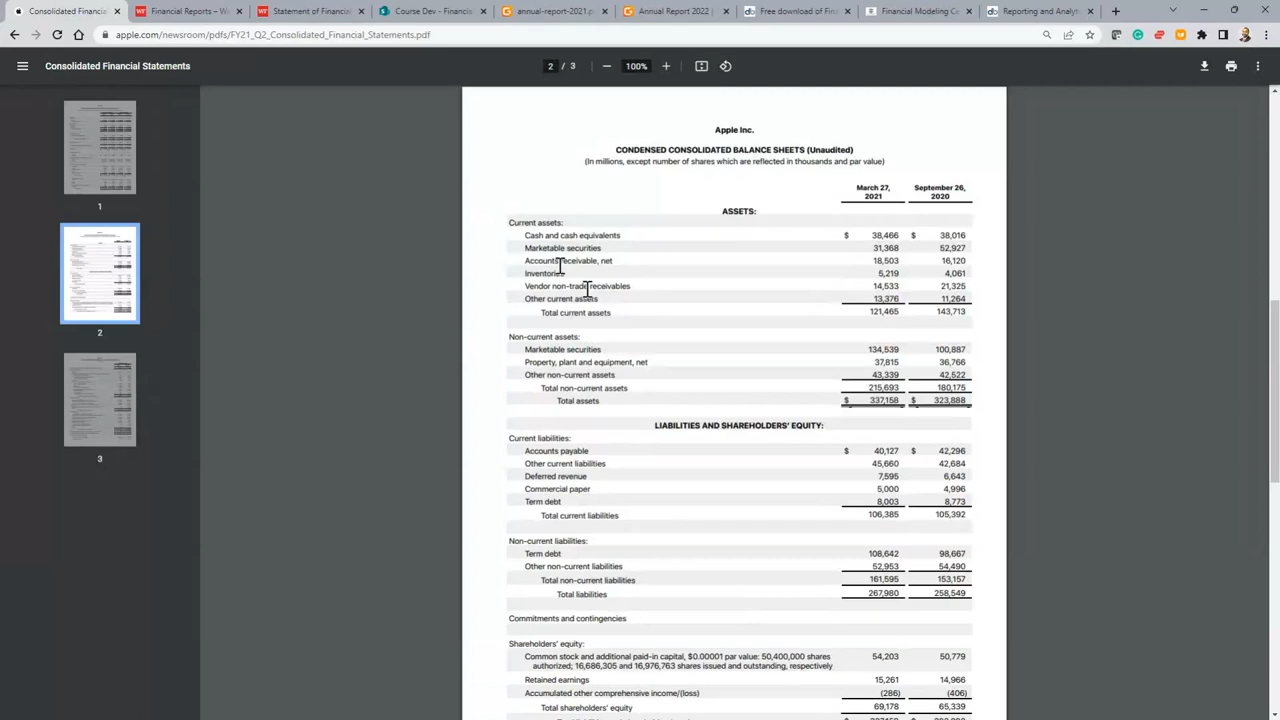 Consolidated Financial Statem
Financial Reports – W
Statement of Financial
Course Dev - Financial
annual-report-2021.p
Annual Report 2022 |
Free download of Finan
Financial Modeling Ce
Reporting and Analyt
apple.com/newsroom/pdfs/FY21_Q2_Consolidated_Financial_Statements.pdf
Consolidated Financial Statements
2 / 3
100%
1
2
3
Apple Inc.
CONDENSED CONSOLIDATED BALANCE SHEETS (Unaudited)
(In millions, except number of shares which are reflected in thousands and par value)
March 27, 2021 September 26, 2020
ASSETS:
Current assets:
Cash and cash equivalents $ 38,466 $ 38,016
Marketable securities 31,368 52,927
Accounts receivable, net 18,503 16,120
Inventories 5,219 4,061
Vendor non-trade receivables 14,533 21,325
Other current assets 13,376 11,264
Total current assets 121,465 143,713
Non-current assets:
Marketable securities 134,539 100,887
Property, plant and equipment, net 37,815 36,766
Other non-current assets 43,339 42,522
Total non-current assets 215,693 180,175
Total assets $ 337,158 $ 323,888
LIABILITIES AND SHAREHOLDERS' EQUITY:
Current liabilities:
Accounts payable $ 40,127 $ 42,296
Other current liabilities 45,660 42,684
Deferred revenue 7,595 6,643
Commercial paper 5,000 4,996
Term debt 8,003 8,773
Total current liabilities 106,385 105,392
Non-current liabilities:
Term debt 108,642 98,667
Other non-current liabilities 52,953 54,490
Total non-current liabilities 161,595 153,157
Total liabilities 267,980 258,549
Commitments and contingencies
Shareholders' equity:
Common stock and additional paid-in capital, $0.00001 par value: 50,400,000 shares
authorized; 16,686,305 and 16,976,763 shares issued and outstanding, respectively 54,203 50,779
Retained earnings 15,261 14,966
Accumulated other comprehensive income/(loss) (286) (406)
Total shareholders' equity 69,178 65,339